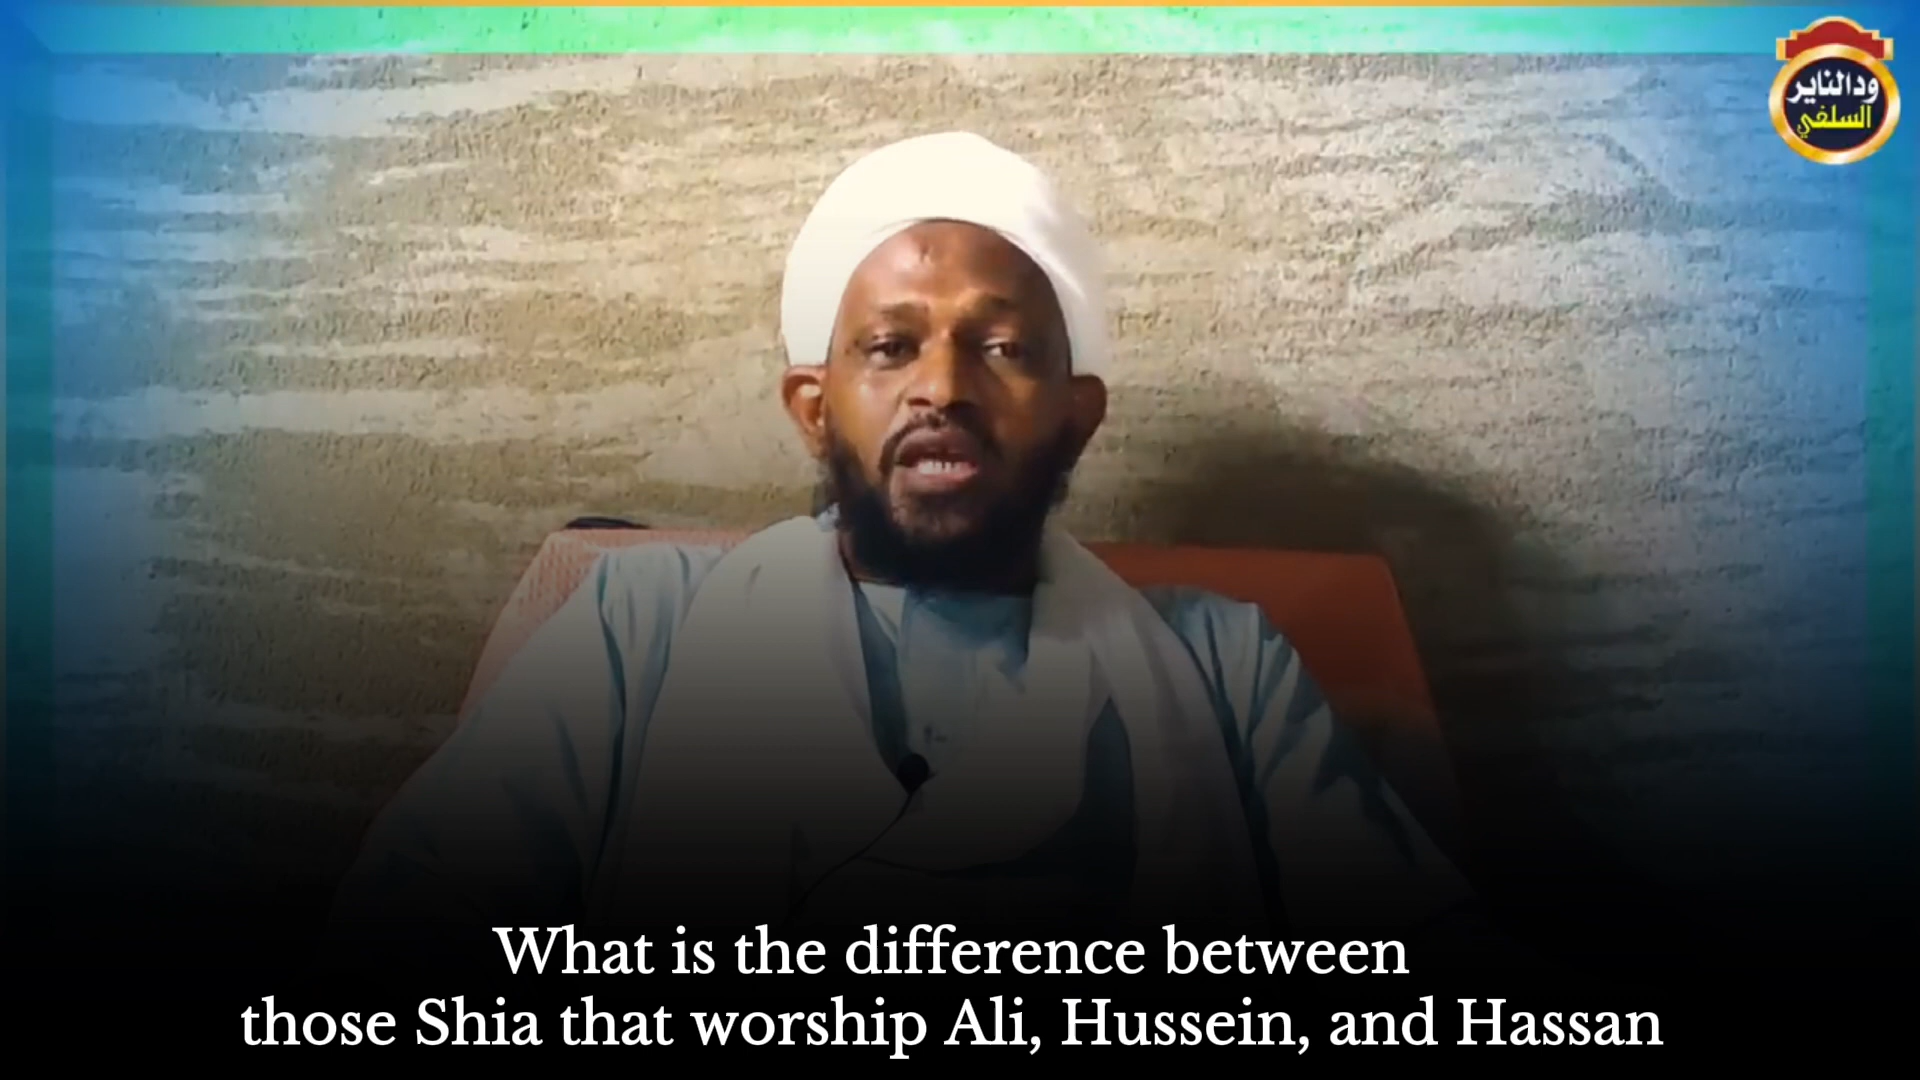 ودالناير
السلفي
What is the difference between
those Shia that worship Ali, Hussein, and Hassan